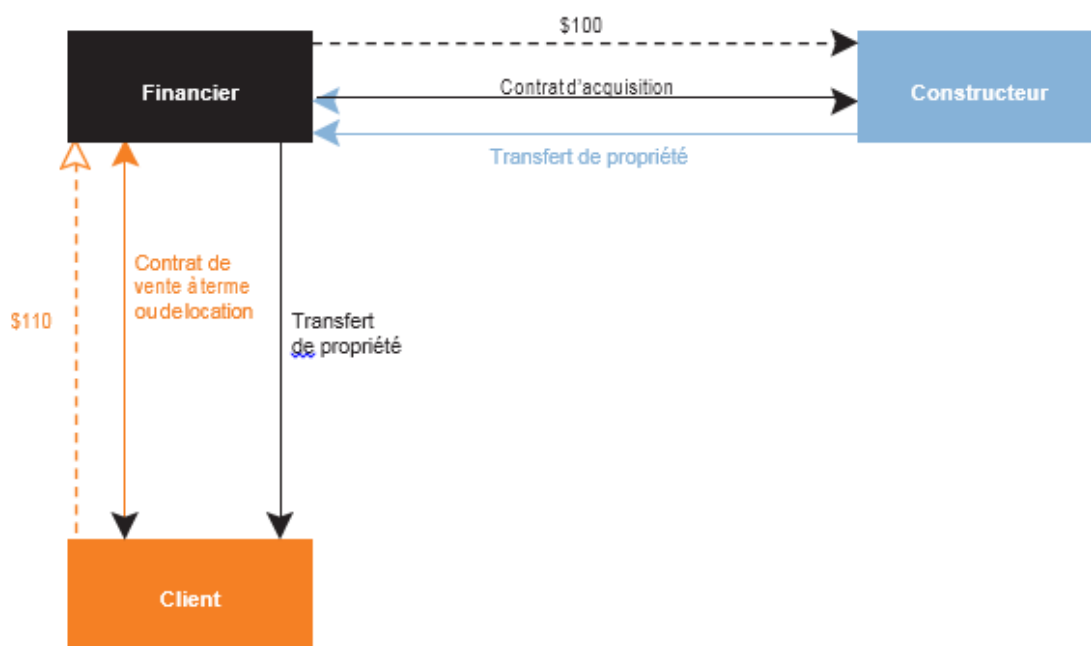 $100
Financier
Contrat d'acquisition
Constructeur
Transfert de propriété
Contrat de
vente à terme
ou de location
$110
Transfert
de propriété
Client